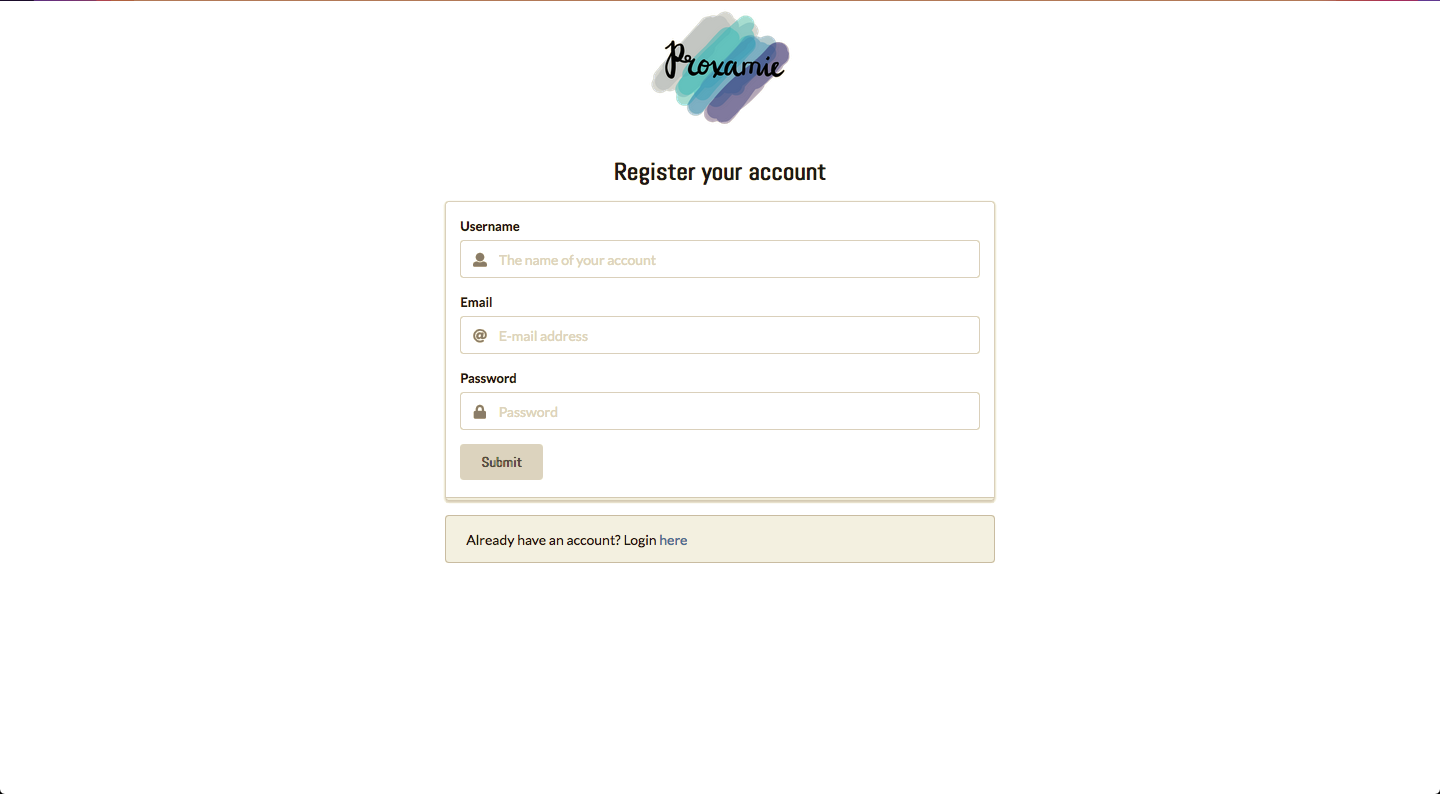 Proxamie
Register your account
Username
The name of your account
Email
@ E-mail address
Password
Password
Submit
Already have an account? Login here